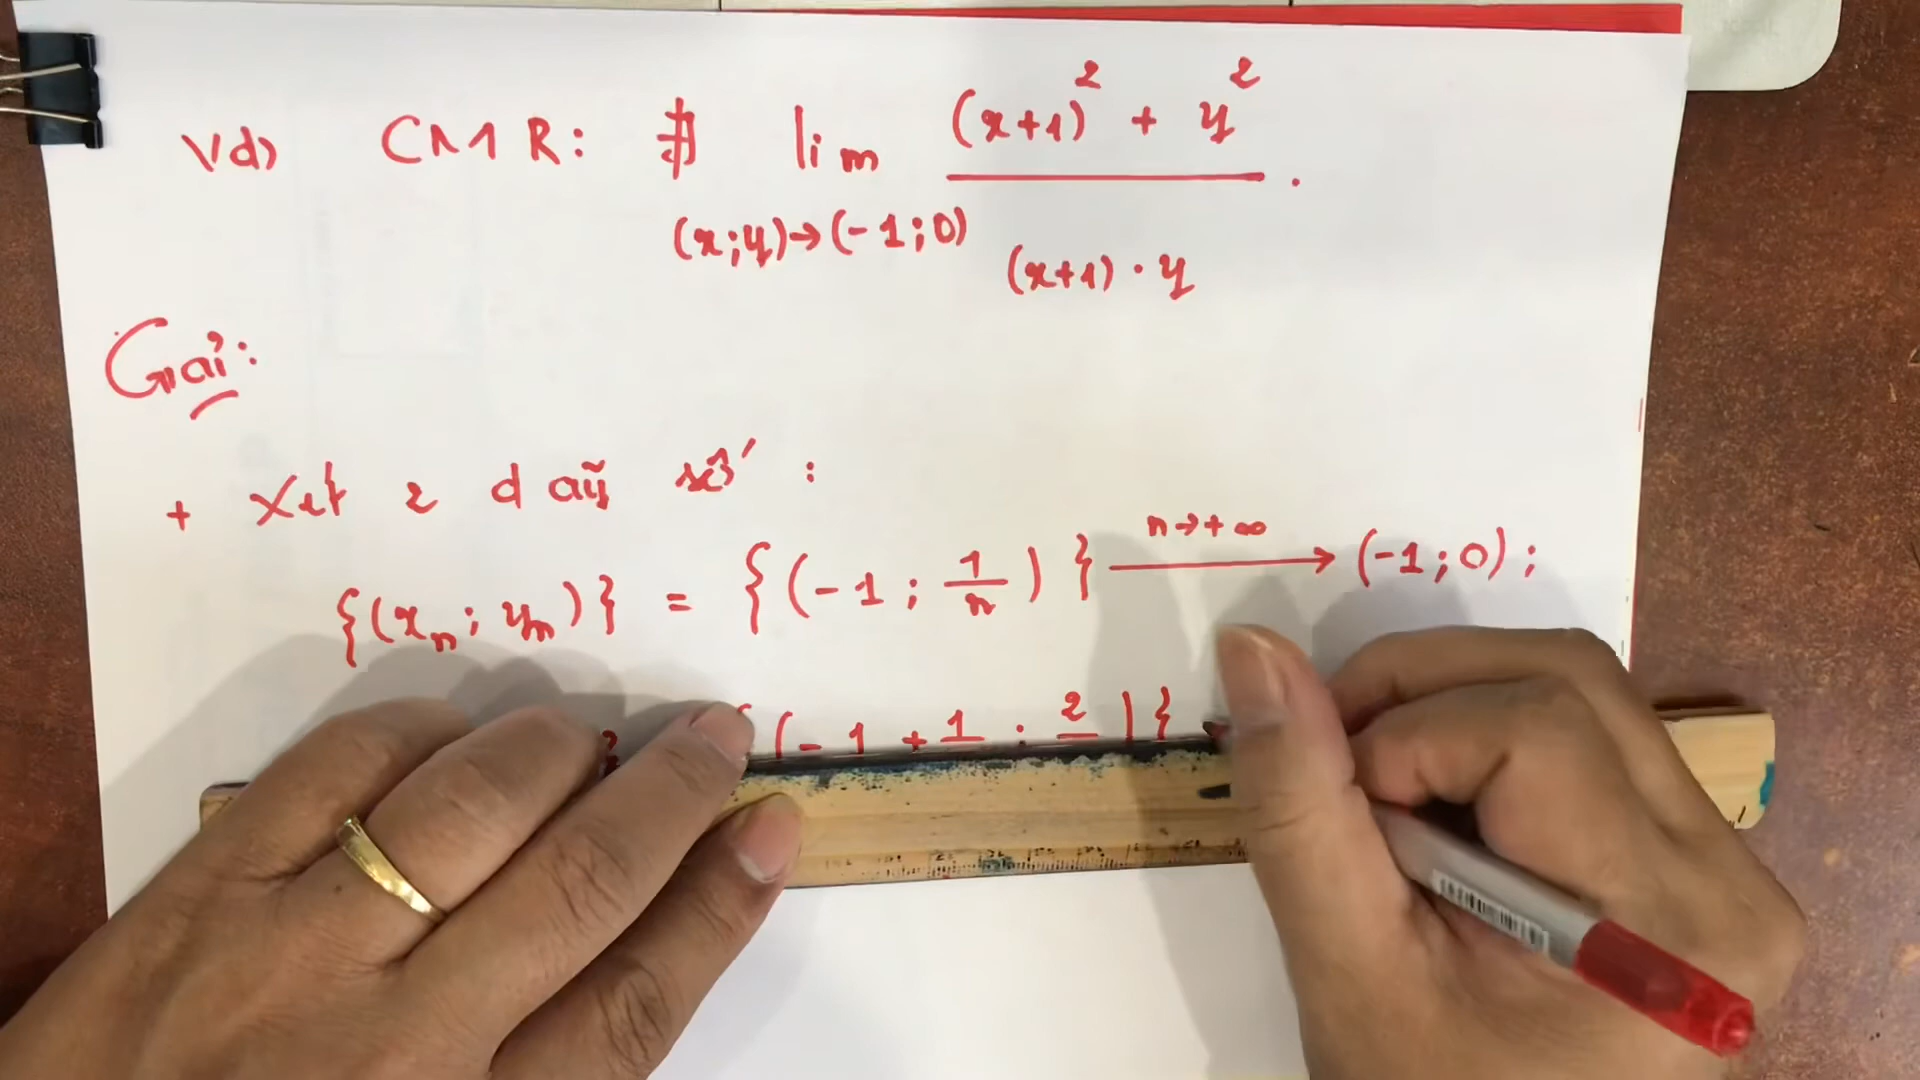 Vd) CMR: ∄ lim (x+1)² + y² .
(x;y)→(-1;0) (x+1)·y
Giải:
+ Xét 2 dãy số :
{(xₙ; yₙ)} = {(-1; 1/n)} n→+∞ → (-1;0);
{(-1 + 1 ; 2 )}